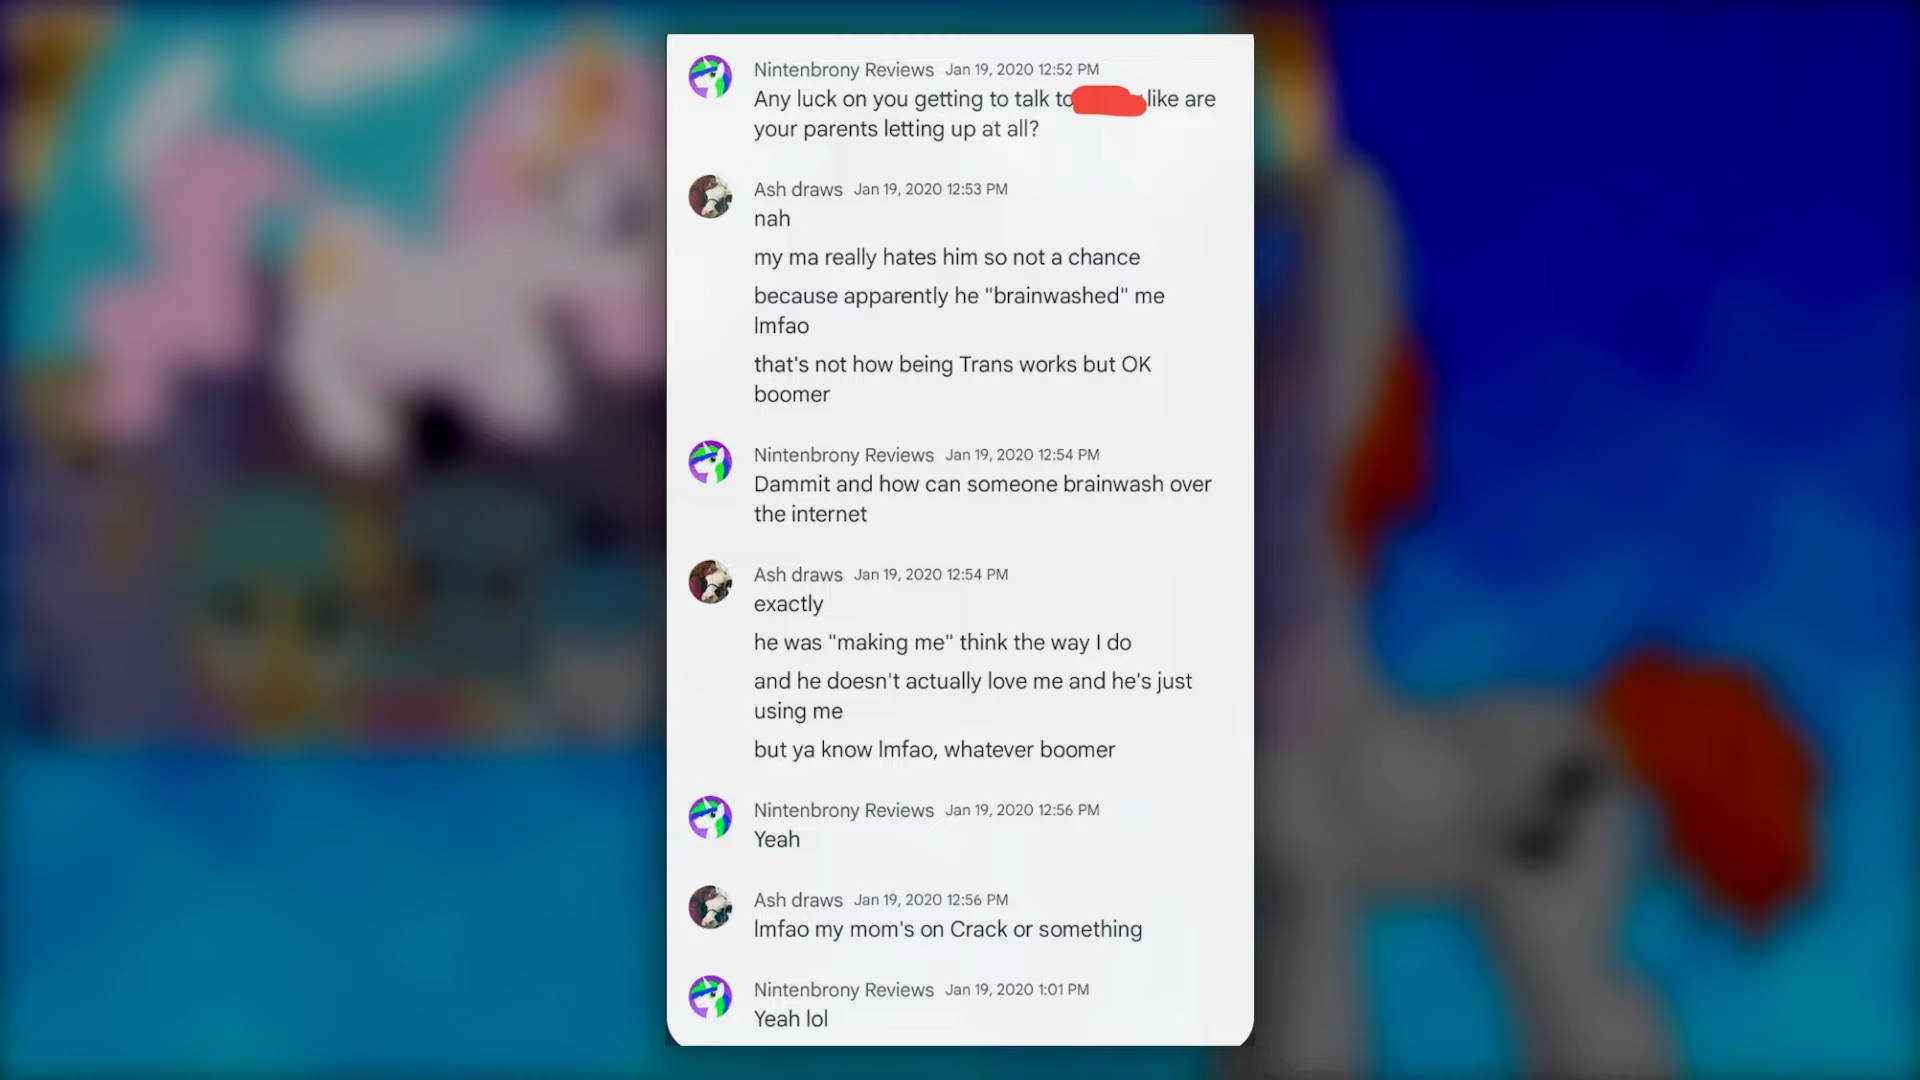 Nintenbrony Reviews Jan 19, 2020 12:52 PM
Any luck on you getting to talk to like are
your parents letting up at all?
Ash draws Jan 19, 2020 12:53 PM
nah
my ma really hates him so not a chance
because apparently he "brainwashed" me
lmfao
that's not how being Trans works but OK
boomer
Nintenbrony Reviews Jan 19, 2020 12:54 PM
Dammit and how can someone brainwash over
the internet
Ash draws Jan 19, 2020 12:54 PM
exactly
he was "making me" think the way I do
and he doesn't actually love me and he's just
using me
but ya know lmfao, whatever boomer
Nintenbrony Reviews Jan 19, 2020 12:56 PM
Yeah
Ash draws Jan 19, 2020 12:56 PM
lmfao my mom's on Crack or something
Nintenbrony Reviews Jan 19, 2020 1:01 PM
Yeah lol